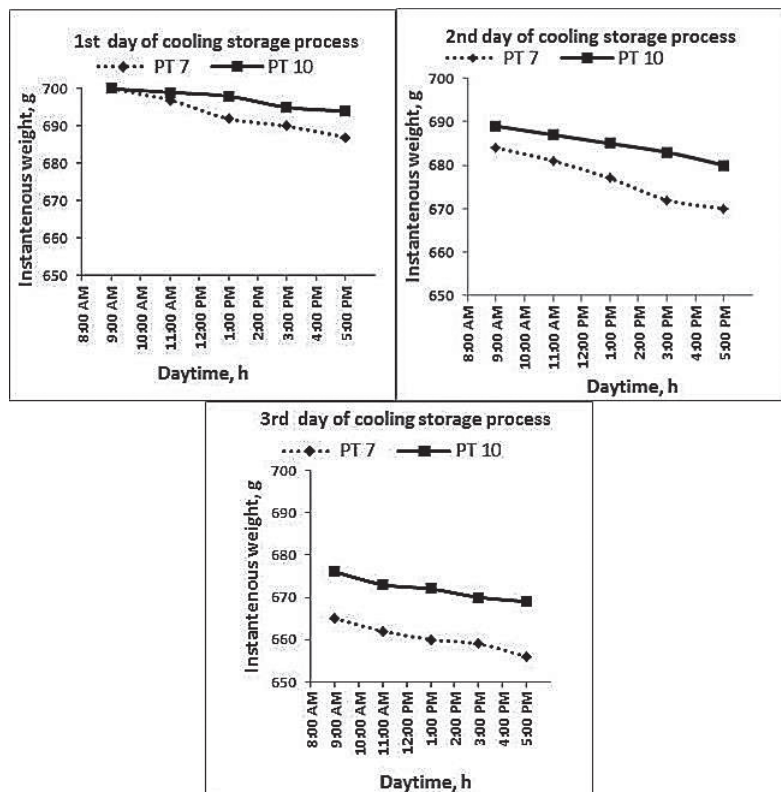 1st day of cooling storage process
PT 7 PT 10
Instantenous weight, g
700
690
680
670
660
650
8:00 AM
9:00 AM
10:00 AM
11:00 AM
12:00 PM
1:00 PM
2:00 PM
3:00 PM
4:00 PM
5:00 PM
Daytime, h
2nd day of cooling storage process
PT 7 PT 10
Instantenous weight, g
700
690
680
670
660
650
8:00 AM
9:00 AM
10:00 AM
11:00 AM
12:00 PM
1:00 PM
2:00 PM
3:00 PM
4:00 PM
5:00 PM
Daytime, h
3rd day of cooling storage process
PT 7 PT 10
Instantenous weight, g
700
690
680
670
660
650
8:00 AM
9:00 AM
10:00 AM
11:00 AM
12:00 PM
1:00 PM
2:00 PM
3:00 PM
4:00 PM
5:00 PM
Daytime, h